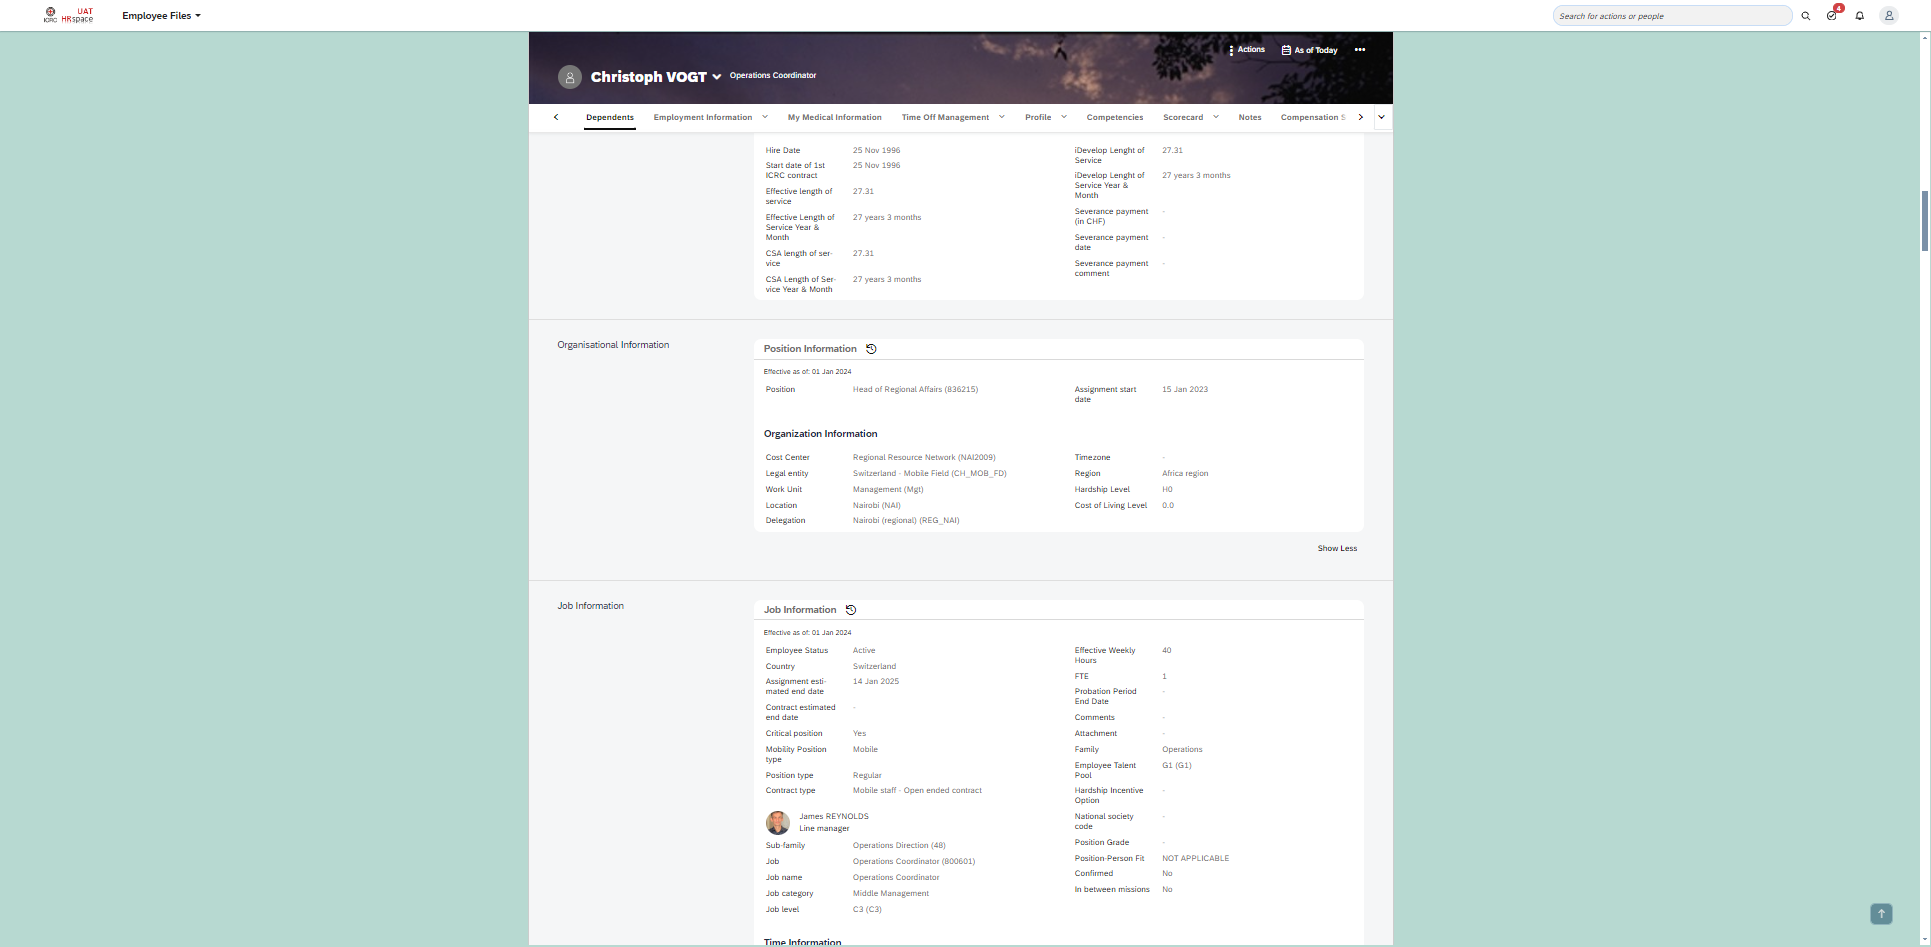 ICRC
UAT
HRspace
Employee Files
Search for actions or people
4
Actions
As of Today
Christoph VOGT
Operations Coordinator
Dependents
Employment Information
My Medical Information
Time Off Management
Profile
Competencies
Scorecard
Notes
Compensation S
Hire Date
25 Nov 1996
Start date of 1st
ICRC contract
25 Nov 1996
Effective length of
service
27.31
Effective Length of
Service Year &
Month
27 years 3 months
CSA length of ser-
vice
27.31
CSA Length of Ser-
vice Year & Month
27 years 3 months
iDevelop Lenght of
Service
27.31
iDevelop Lenght of
Service Year &
Month
27 years 3 months
Severance payment
(in CHF)
-
Severance payment
date
-
Severance payment
comment
-
Organisational Information
Position Information
Effective as of: 01 Jan 2024
Position
Head of Regional Affairs (836215)
Assignment start
date
15 Jan 2023
Organization Information
Cost Center
Regional Resource Network (NAI2009)
Legal entity
Switzerland - Mobile Field (CH_MOB_FD)
Work Unit
Management (Mgt)
Location
Nairobi (NAI)
Delegation
Nairobi (regional) (REG_NAI)
Timezone
-
Region
Africa region
Hardship Level
H0
Cost of Living Level
0.0
Show Less
Job Information
Job Information
Effective as of: 01 Jan 2024
Employee Status
Active
Country
Switzerland
Assignment esti-
mated end date
14 Jan 2025
Contract estimated
end date
-
Critical position
Yes
Mobility Position
type
Mobile
Position type
Regular
Contract type
Mobile staff - Open ended contract
James REYNOLDS
Line manager
Sub-family
Operations Direction (48)
Job
Operations Coordinator (800601)
Job name
Operations Coordinator
Job category
Middle Management
Job level
C3 (C3)
Effective Weekly
Hours
40
FTE
1
Probation Period
End Date
-
Comments
-
Attachment
-
Family
Operations
Employee Talent
Pool
G1 (G1)
Hardship Incentive
Option
-
National society
code
-
Position Grade
-
Position-Person Fit
NOT APPLICABLE
Confirmed
No
In between missions
No
Time Information